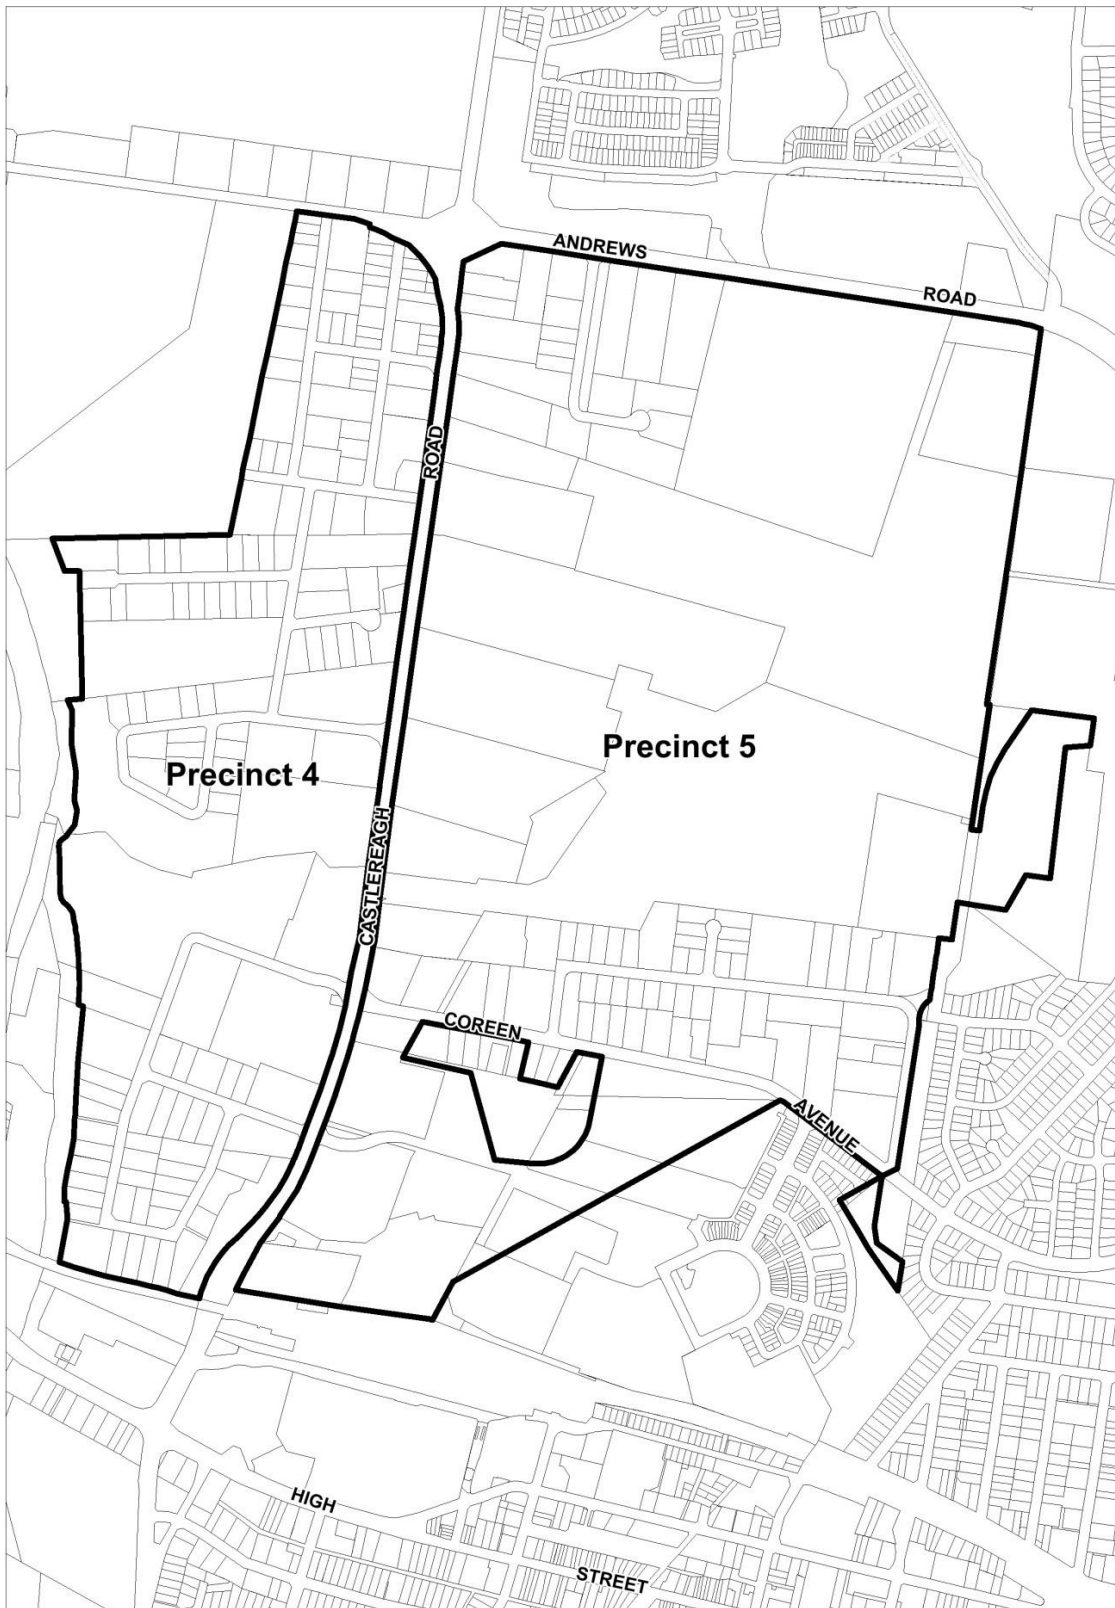 ANDREWS
ROAD
ROAD
Precinct 5
Precinct 4
CASTLEREAGH
COREEN
AVENUE
HIGH
STREET